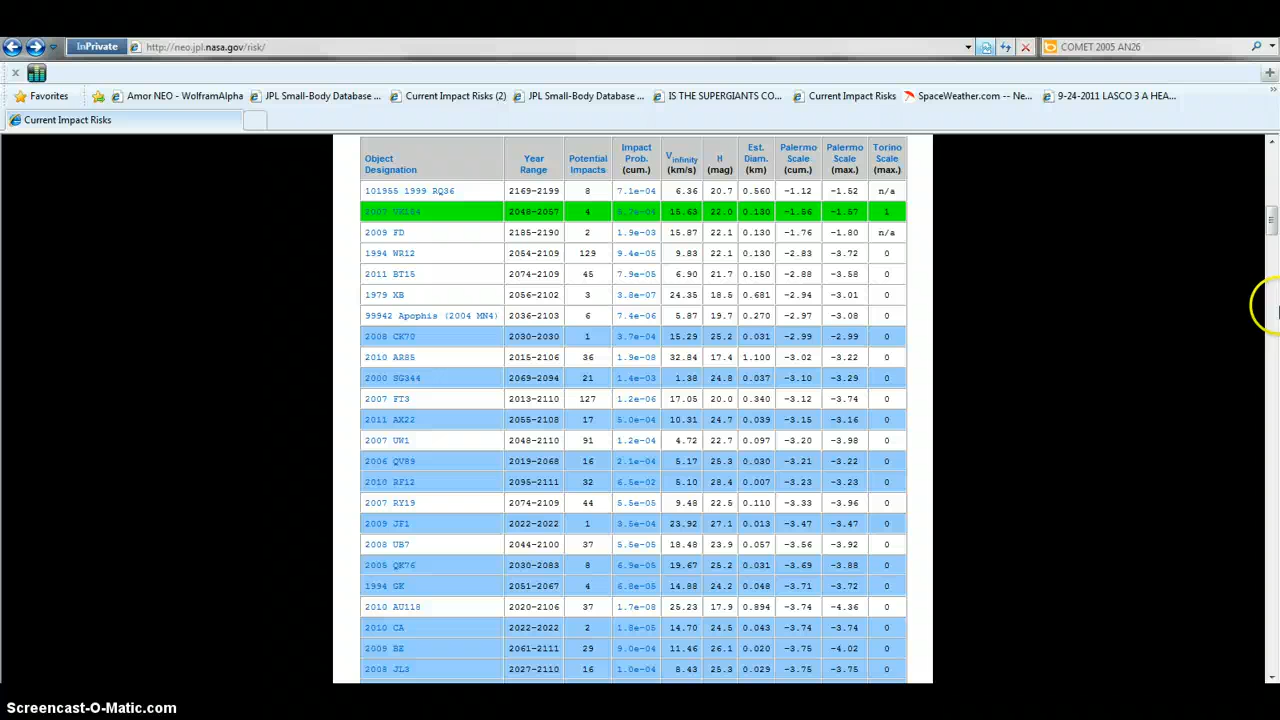 InPrivate http://neo.jpl.nasa.gov/risk/ COMET 2005 AN26
Favorites Amor NEO - WolframAlpha JPL Small-Body Database ... Current Impact Risks (2) JPL Small-Body Database ... IS THE SUPERGIANTS CO... Current Impact Risks SpaceWeather.com -- Ne... 9-24-2011 LASCO 3 A HEA...
Current Impact Risks
Object Designation Year Range Potential Impacts Impact Prob. (cum.) Vinfinity (km/s) H (mag) Est. Diam. (km) Palermo Scale (cum.) Palermo Scale (max.) Torino Scale (max.)
101955 1999 RQ36 2169-2199 8 7.1e-04 6.36 20.7 0.560 -1.12 -1.52 n/a
2007 VK184 2048-2057 4 5.7e-04 15.63 22.0 0.130 -1.56 -1.57 1
2009 FD 2185-2190 2 1.9e-03 15.87 22.1 0.130 -1.76 -1.80 n/a
1994 WR12 2054-2109 129 9.4e-05 9.83 22.1 0.130 -2.83 -3.72 0
2011 BT15 2074-2109 45 7.9e-05 6.90 21.7 0.150 -2.88 -3.58 0
1979 XB 2056-2102 3 3.8e-07 24.35 18.5 0.681 -2.94 -3.01 0
99942 Apophis (2004 MN4) 2036-2103 6 7.4e-06 5.87 19.7 0.270 -2.97 -3.08 0
2008 CK70 2030-2030 1 3.7e-04 15.29 25.2 0.031 -2.99 -2.99 0
2010 AR85 2015-2106 36 1.9e-08 32.84 17.4 1.100 -3.02 -3.22 0
2000 SG344 2069-2094 21 1.4e-03 1.38 24.8 0.037 -3.10 -3.29 0
2007 FT3 2013-2110 127 1.2e-06 17.05 20.0 0.340 -3.12 -3.74 0
2011 AX22 2055-2108 17 5.0e-04 10.31 24.7 0.039 -3.15 -3.16 0
2007 UW1 2048-2110 91 1.2e-04 4.72 22.7 0.097 -3.20 -3.98 0
2006 QV89 2019-2068 16 2.1e-04 5.17 25.3 0.030 -3.21 -3.22 0
2010 RF12 2095-2111 32 6.5e-02 5.10 28.4 0.007 -3.23 -3.23 0
2007 RY19 2074-2109 44 5.5e-05 9.48 22.5 0.110 -3.33 -3.96 0
2009 JF1 2022-2022 1 3.5e-04 23.92 27.1 0.013 -3.47 -3.47 0
2008 UB7 2044-2100 37 5.5e-05 18.48 23.9 0.057 -3.56 -3.92 0
2005 QK76 2030-2083 8 6.9e-05 19.67 25.2 0.031 -3.69 -3.88 0
1994 GK 2051-2067 4 6.8e-05 14.88 24.2 0.048 -3.71 -3.72 0
2010 AU118 2020-2106 37 1.7e-08 25.23 17.9 0.894 -3.74 -4.36 0
2010 CA 2022-2022 2 1.8e-05 14.70 24.5 0.043 -3.74 -3.74 0
2009 BE 2061-2111 29 9.0e-04 11.46 26.1 0.020 -3.75 -4.02 0
2008 JL3 2027-2110 16 1.0e-04 8.43 25.3 0.029 -3.75 -3.75 0
Screencast-O-Matic.com